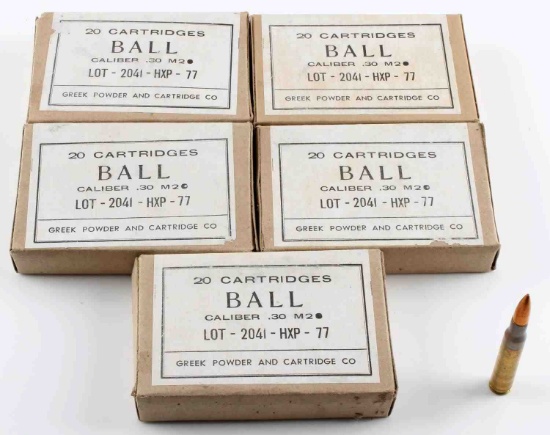 20 CARTRIDGES
BALL
CALIBER .30 M2
LOT - 2041 - HXP - 77
GREEK POWDER AND CARTRIDGE CO
20 CARTRIDGES
BALL
CALIBER .30 M2
LOT - 2041 - HXP - 77
GREEK POWDER AND CARTRIDGE CO
20 CARTRIDGES
BALL
CALIBER .30 M2
LOT - 2041 - HXP - 77
GREEK POWDER AND CARTRIDGE CO
20 CARTRIDGES
BALL
CALIBER .30 M2
LOT - 2041 - HXP - 77
GREEK POWDER AND CARTRIDGE CO
20 CARTRIDGES
BALL
CALIBER .30 M2
LOT - 2041 - HXP - 77
GREEK POWDER AND CARTRIDGE CO